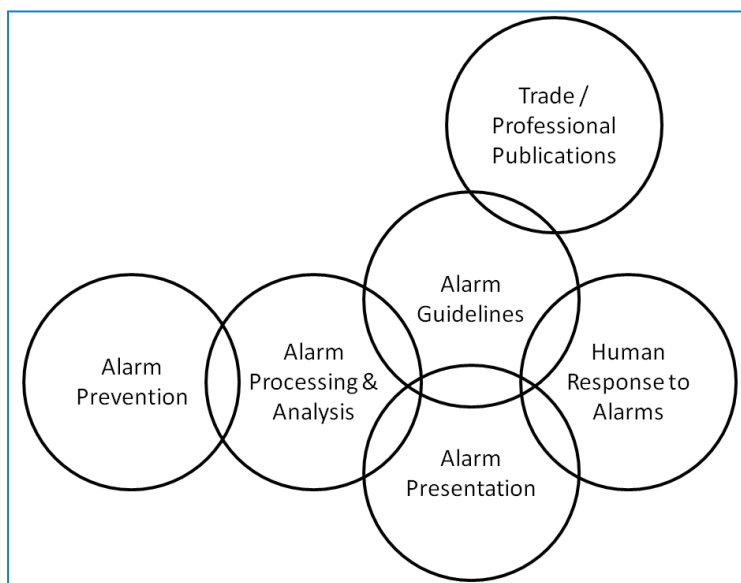 Trade /
Professional
Publications
Alarm
Guidelines
Alarm
Prevention
Alarm
Processing &
Analysis
Human
Response to
Alarms
Alarm
Presentation